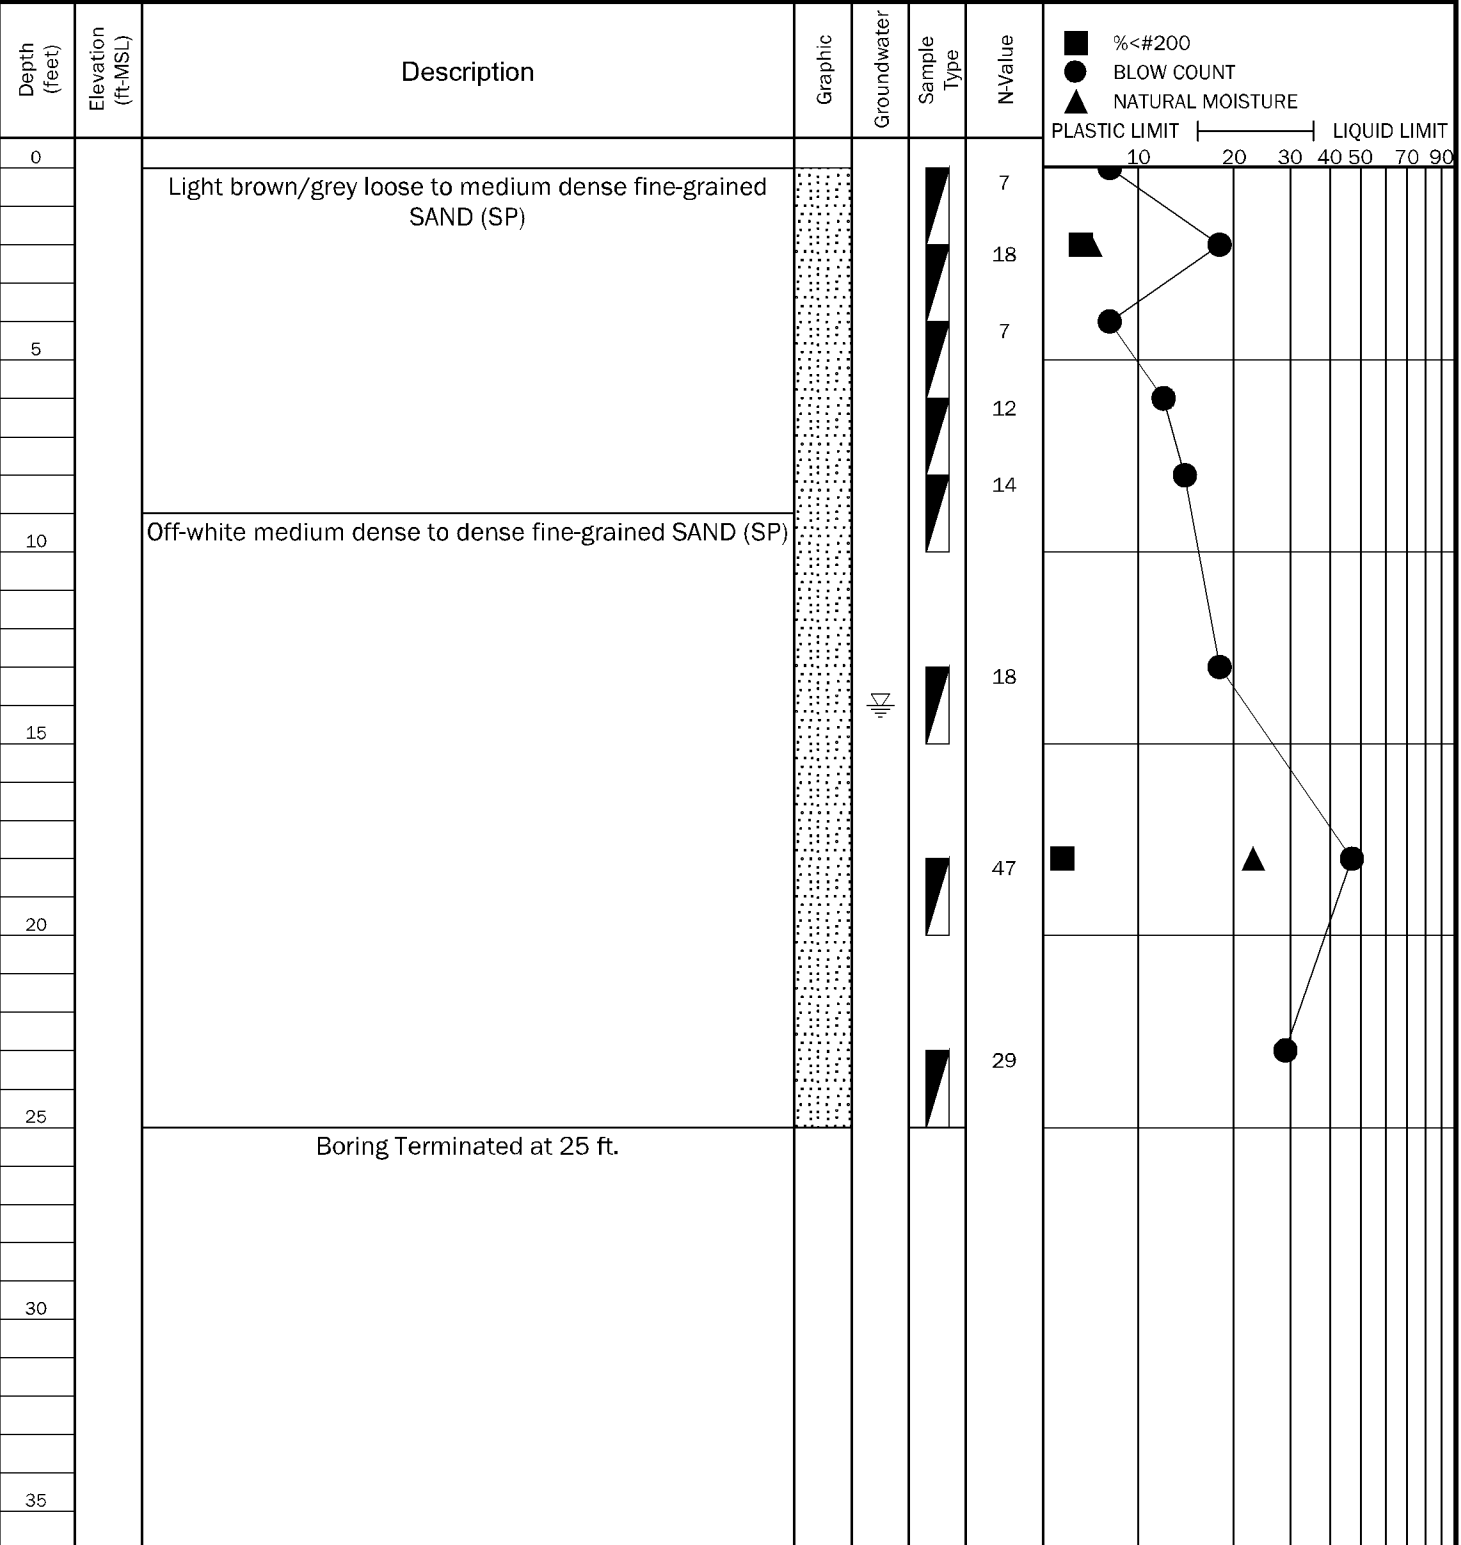 Depth
(feet)
Elevation
(ft-MSL)
Description
Graphic
Groundwater
Sample
Type
N-Value
%<#200
BLOW COUNT
NATURAL MOISTURE
PLASTIC LIMIT LIQUID LIMIT
10 20 30 40 50 70 90
0
Light brown/grey loose to medium dense fine-grained
SAND (SP)
7
18
7
5
12
14
Off-white medium dense to dense fine-grained SAND (SP)
10
18
15
47
20
29
25
Boring Terminated at 25 ft.
30
35